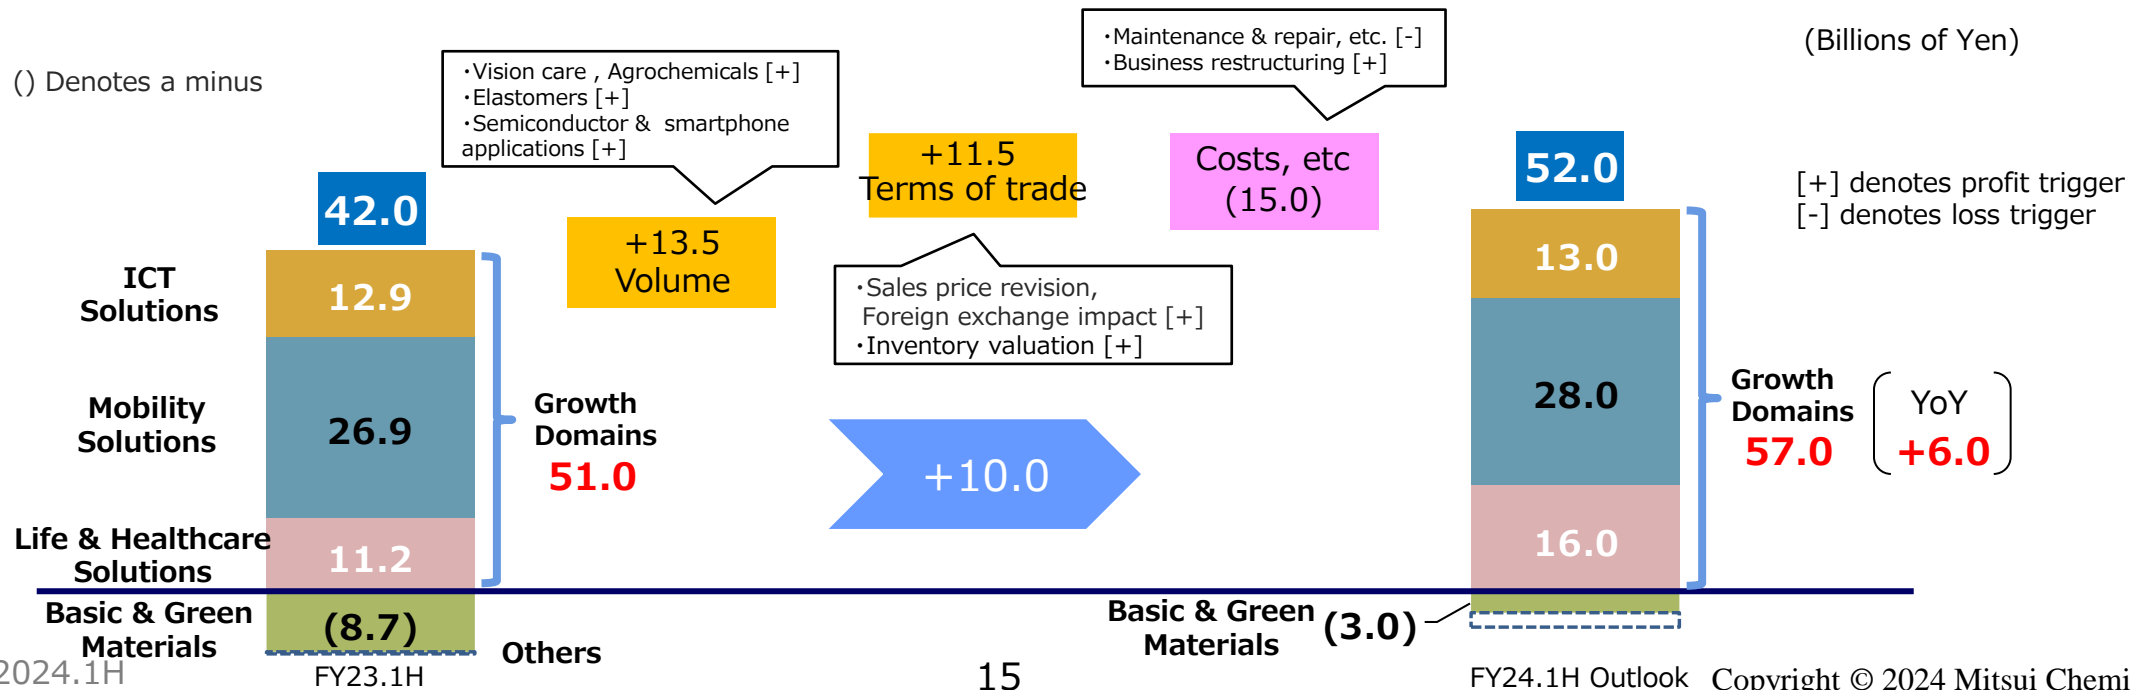 () Denotes a minus
・Vision care , Agrochemicals [+]
・Elastomers [+]
・Semiconductor & smartphone
applications [+]
・Maintenance & repair, etc. [-]
・Business restructuring [+]
(Billions of Yen)
[+] denotes profit trigger
[-] denotes loss trigger
42.0
+13.5
Volume
+11.5
Terms of trade
Costs, etc
(15.0)
52.0
・Sales price revision,
Foreign exchange impact [+]
・Inventory valuation [+]
ICT
Solutions
12.9
13.0
Mobility
Solutions
26.9
Growth
Domains
51.0
+10.0
28.0
Growth
Domains
57.0
YoY
+6.0
Life & Healthcare
Solutions
11.2
16.0
Basic & Green
Materials
(8.7)
Others
Basic & Green
Materials
(3.0)
2024.1H
FY23.1H
15
FY24.1H Outlook
Copyright © 2024 Mitsui Chemi